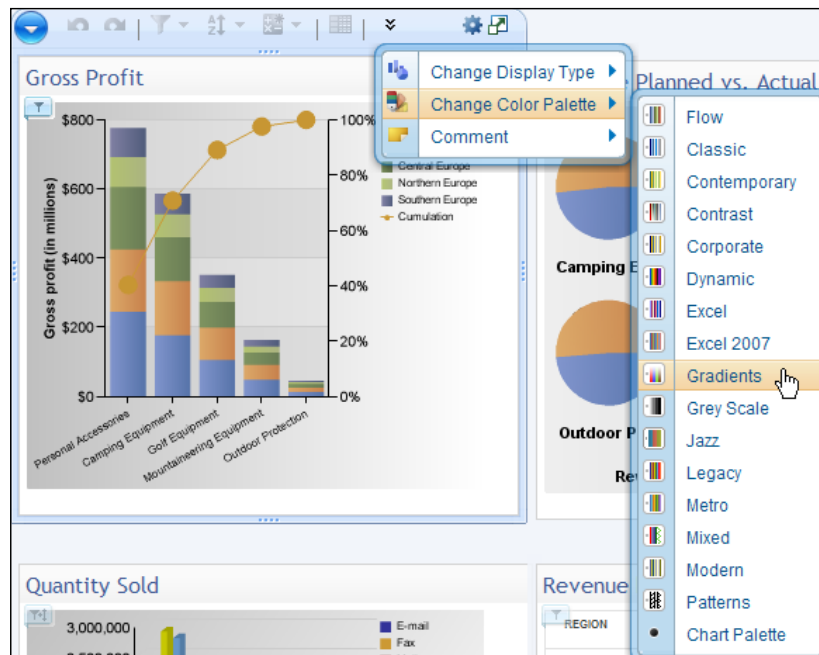 Gross Profit
Change Display Type
Change Color Palette
Comment
Planned vs. Actual
$800
$600
$400
$200
$0
Gross profit (in millions)
100%
80%
60%
40%
20%
0%
Central Europe
Northern Europe
Southern Europe
Cumulation
Personal Accessories
Camping Equipment
Golf Equipment
Mountaineering Equipment
Outdoor Protection
Camping E
Outdoor P
Re
Flow
Classic
Contemporary
Contrast
Corporate
Dynamic
Excel
Excel 2007
Gradients
Grey Scale
Jazz
Legacy
Metro
Mixed
Modern
Patterns
Chart Palette
Quantity Sold
3,000,000
E-mail
Fax
Revenue
REGION